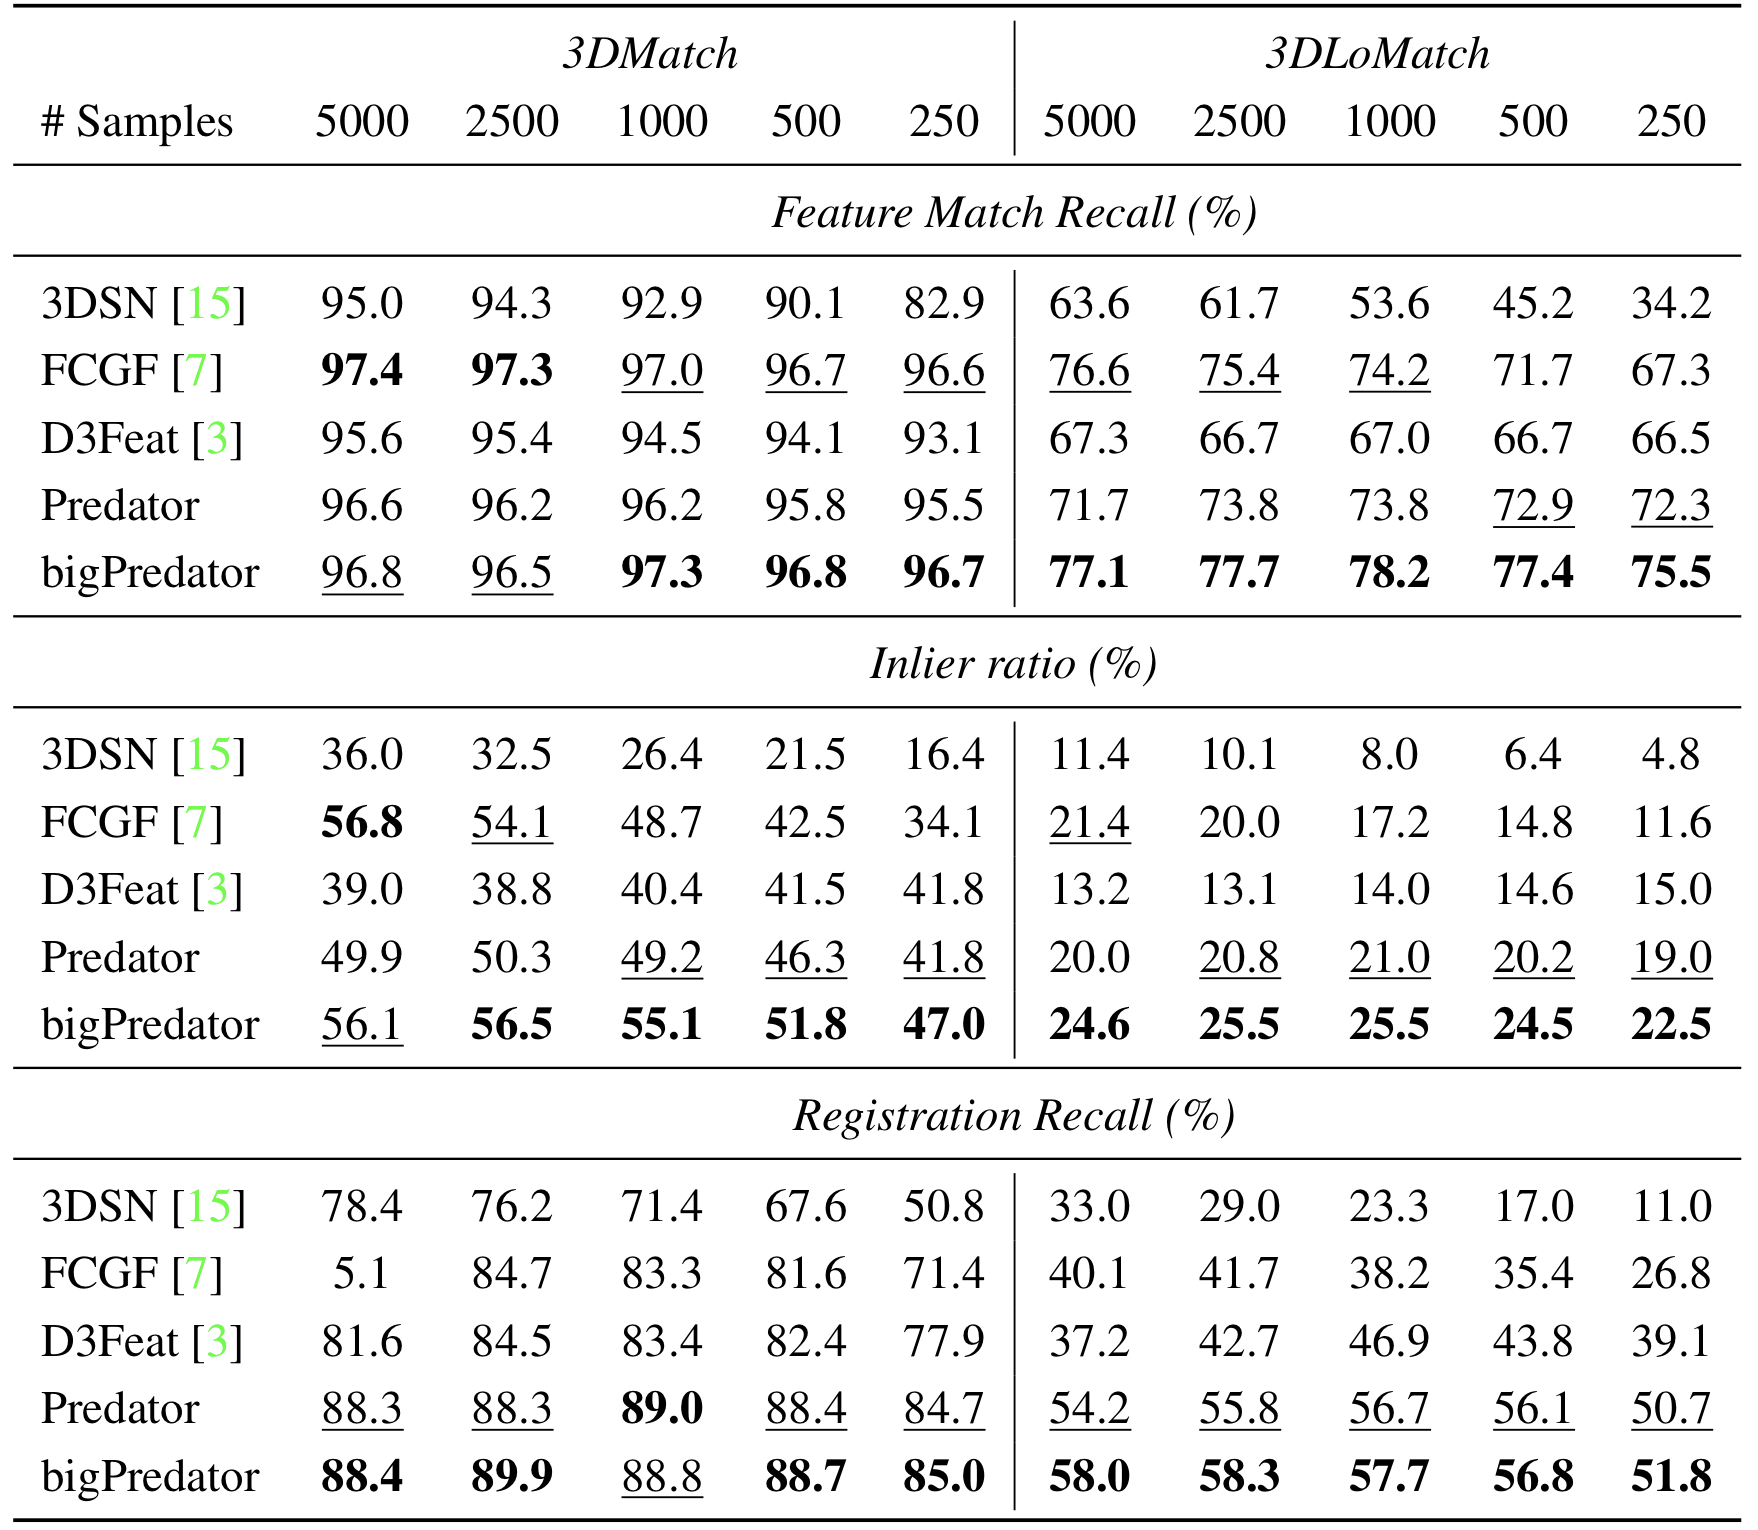 3DMatch 3DLoMatch
# Samples 5000 2500 1000 500 250 5000 2500 1000 500 250
Feature Match Recall (%)
3DSN [15] 95.0 94.3 92.9 90.1 82.9 63.6 61.7 53.6 45.2 34.2
FCGF [7] 97.4 97.3 97.0 96.7 96.6 76.6 75.4 74.2 71.7 67.3
D3Feat [3] 95.6 95.4 94.5 94.1 93.1 67.3 66.7 67.0 66.7 66.5
Predator 96.6 96.2 96.2 95.8 95.5 71.7 73.8 73.8 72.9 72.3
bigPredator 96.8 96.5 97.3 96.8 96.7 77.1 77.7 78.2 77.4 75.5
Inlier ratio (%)
3DSN [15] 36.0 32.5 26.4 21.5 16.4 11.4 10.1 8.0 6.4 4.8
FCGF [7] 56.8 54.1 48.7 42.5 34.1 21.4 20.0 17.2 14.8 11.6
D3Feat [3] 39.0 38.8 40.4 41.5 41.8 13.2 13.1 14.0 14.6 15.0
Predator 49.9 50.3 49.2 46.3 41.8 20.0 20.8 21.0 20.2 19.0
bigPredator 56.1 56.5 55.1 51.8 47.0 24.6 25.5 25.5 24.5 22.5
Registration Recall (%)
3DSN [15] 78.4 76.2 71.4 67.6 50.8 33.0 29.0 23.3 17.0 11.0
FCGF [7] 5.1 84.7 83.3 81.6 71.4 40.1 41.7 38.2 35.4 26.8
D3Feat [3] 81.6 84.5 83.4 82.4 77.9 37.2 42.7 46.9 43.8 39.1
Predator 88.3 88.3 89.0 88.4 84.7 54.2 55.8 56.7 56.1 50.7
bigPredator 88.4 89.9 88.8 88.7 85.0 58.0 58.3 57.7 56.8 51.8